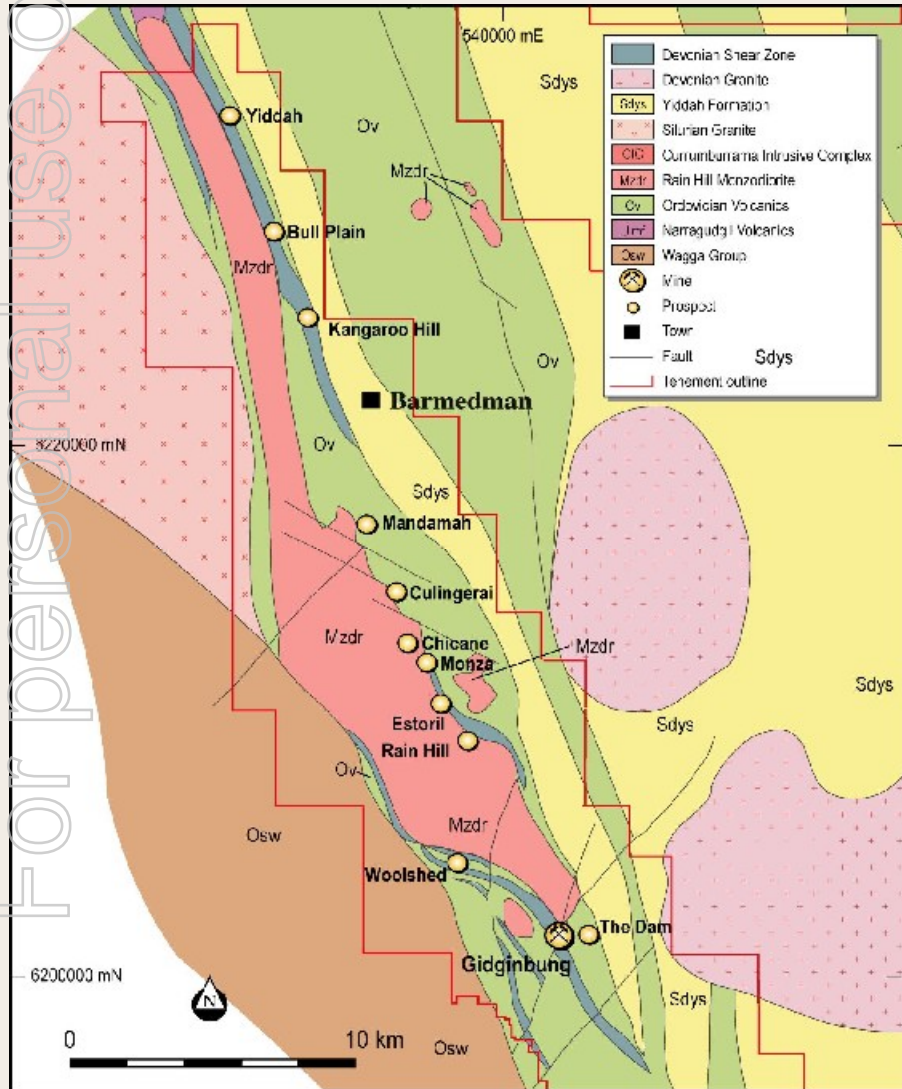 For personal use o
540000 mE
Devonian Shear Zone
Devonian Granite
Sdys Yiddah Formation
Silurian Granite
CIC Currumburrama Intrusive Complex
Mzdr Rain Hill Monzodiorite
Ov Ordovician Volcanics
Narragudgil Volcanics
Osw Wagga Group
Mine
Prospect
Town
Fault
Tenement outline
Sdys
Sdys
Ov
Yiddah
Mzdr
Bull Plain
Mzdr
Kangaroo Hill
Ov
Barmedman
6220000 mN
Ov
Sdys
Mandamah
Culingerai
Mzdr
Chicane
Mzdr
Monza
Sdys
Estoril
Sdys
Rain Hill
Ov
Mzdr
Osw
Woolshed
The Dam
Gidginbung
6200000 mN
Sdys
N
0 10 km
Osw